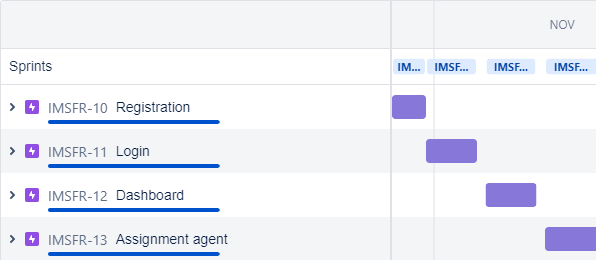 NOV
Sprints IM... IMSF... IMSF... IMSF...
IMSFR-10 Registration
IMSFR-11 Login
IMSFR-12 Dashboard
IMSFR-13 Assignment agent